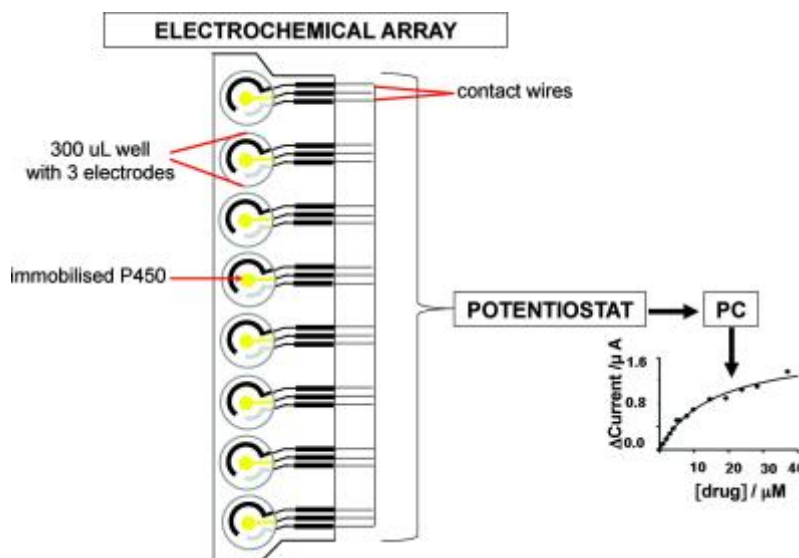 ELECTROCHEMICAL ARRAY
contact wires
300 uL well
with 3 electrodes
immobilised P450
POTENTIOSTAT
PC
ΔCurrent /μ A
1.6
0.8
0.0
10 20 30 40
[drug] / μM